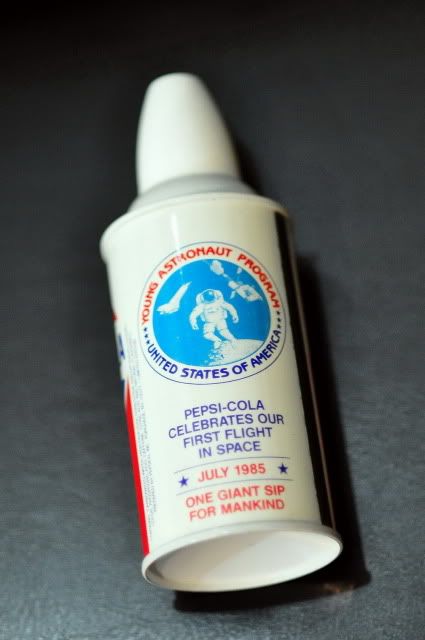 YOUNG ASTRONAUT PROGRAM
UNITED STATES OF AMERICA
PEPSI-COLA
CELEBRATES OUR
FIRST FLIGHT
IN SPACE
JULY 1985
ONE GIANT SIP
FOR MANKIND